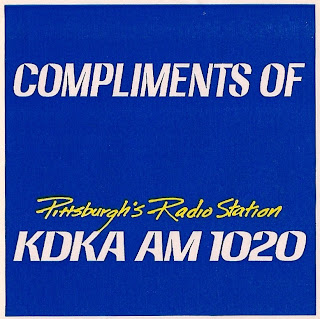 COMPLIMENTS OF
Pittsburgh's Radio Station
KDKA AM 1020